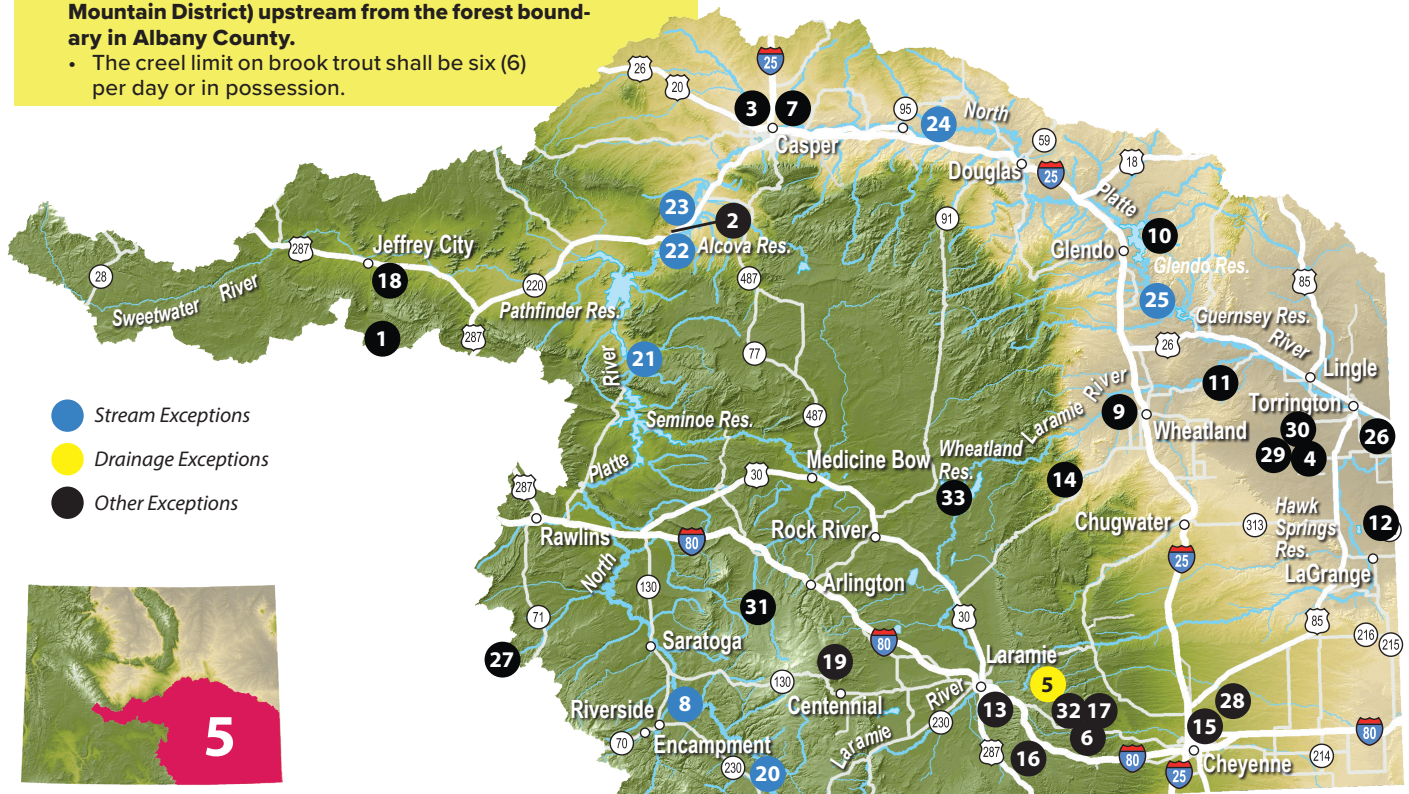 Mountain District) upstream from the forest bound-
ary in Albany County.
• The creel limit on brook trout shall be six (6)
per day or in possession.
26
20
25
3
7
Casper
95
24
North
59
Douglas
25
18
Platte
23
2
22
Alcova Res.
91
10
Glendo
Glendo Res.
287
Jeffrey City
28
18
Sweetwater River
220
Pathfinder Res.
487
25
85
Guernsey Res.
1
287
River
21
77
26
River
Lingle
Stream Exceptions
Drainage Exceptions
Other Exceptions
Seminoe Res.
487
Laramie River
9
Wheatland
11
Torrington
30
26
29
4
Platte
287
30
Medicine Bow
Wheatland
Res.
33
14
Rawlins
80
Rock River
Chugwater
313
Hawk
Springs
Res.
12
LaGrange
North
130
Arlington
25
71
31
30
85
216
215
27
Saratoga
80
Laramie
19
130
5
Riverside
8
Centennial
River
13
32
17
28
230
15
70
Encampment
Laramie
6
230
20
287
16
80
Cheyenne
25
214
80
5